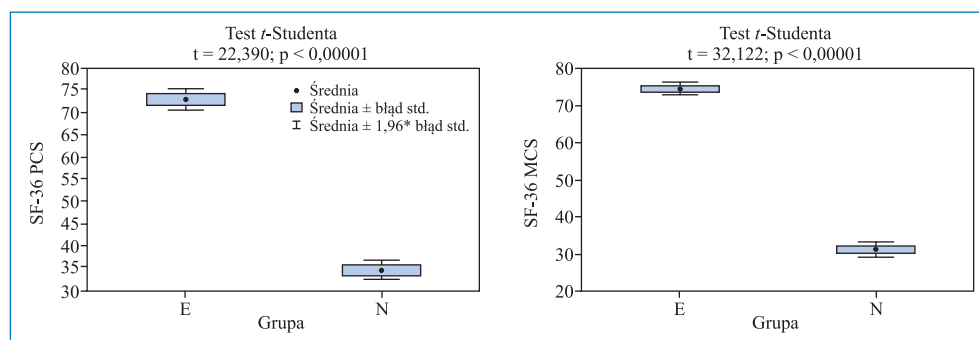 Test t-Studenta
t = 22,390; p < 0,00001
80
75
70
65
60
55
50
45
40
35
30
SF-36 PCS
Średnia
Średnia ± błąd std.
Średnia ± 1,96* błąd std.
E
N
Grupa
Test t-Studenta
t = 32,122; p < 0,00001
80
70
60
50
40
30
20
SF-36 MCS
E
N
Grupa